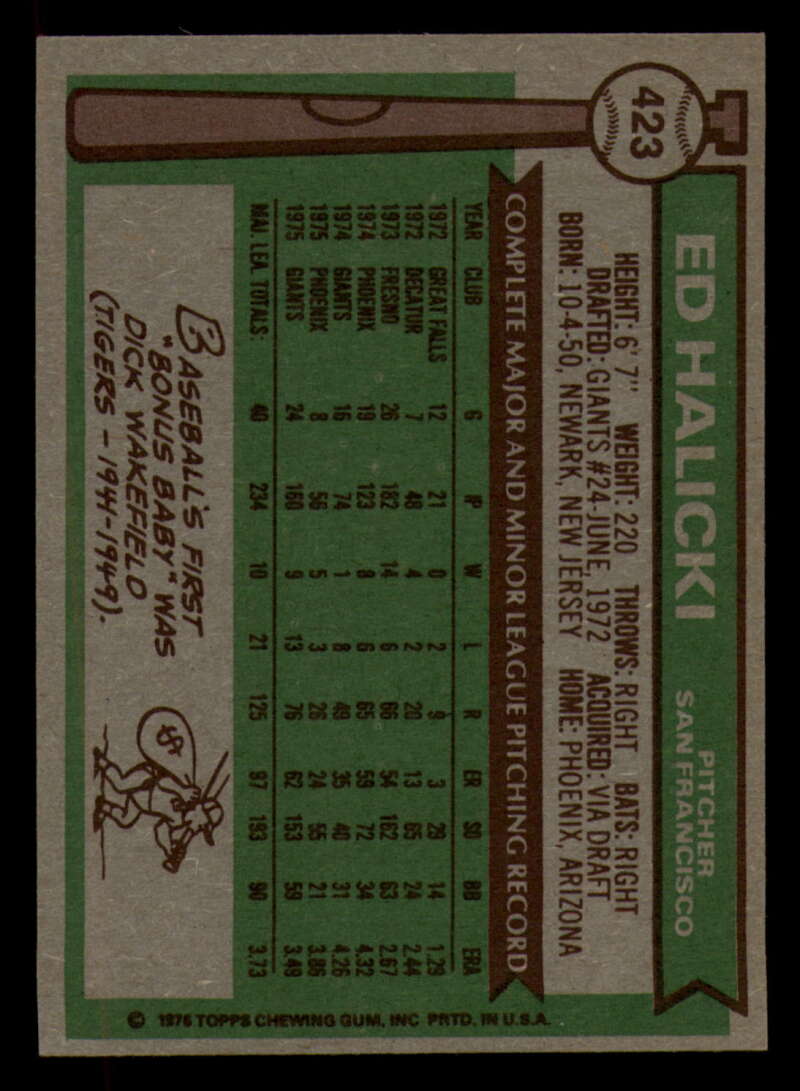 423
ED HALICKI
PITCHER
SAN FRANCISCO
HEIGHT: 6' 7" WEIGHT: 220 THROWS: RIGHT BATS: RIGHT
DRAFTED: GIANTS #24-JUNE, 1972 ACQUIRED: VIA DRAFT
BORN: 10-4-50, NEWARK, NEW JERSEY HOME: PHOENIX, ARIZONA
COMPLETE MAJOR AND MINOR LEAGUE PITCHING RECORD
YEAR CLUB G IP W L R ER SO BB ERA
1972 GREAT FALLS 12 21 0 2 9 3 29 14 1.29
1972 DECATUR 7 48 4 2 20 13 65 24 2.44
1973 FRESNO 26 182 14 6 66 54 162 63 2.67
1974 PHOENIX 19 123 8 6 65 59 72 34 4.32
1974 GIANTS 16 74 1 8 49 35 40 31 4.26
1975 PHOENIX 8 56 5 3 26 24 55 21 3.86
1975 GIANTS 24 160 9 13 76 62 153 59 3.49
MAJ. LEA. TOTALS: 40 234 10 21 125 97 193 90 3.73
BASEBALL'S FIRST
"BONUS BABY" WAS
DICK WAKEFIELD
(TIGERS - 1941-1949).
$
© 1976 TOPPS CHEWING GUM, INC PRTD. IN U.S.A.